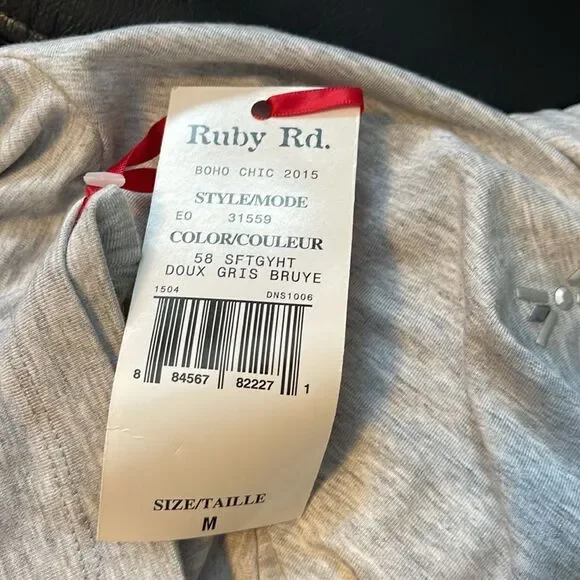 Ruby Rd.
BOHO CHIC 2015
STYLE/MODE
EO 31559
COLOR/COULEUR
58 SFTGYHT
DOUX GRIS BRUYE
1504 DNS1006
8 84567 82227 1
SIZE/TAILLE
M